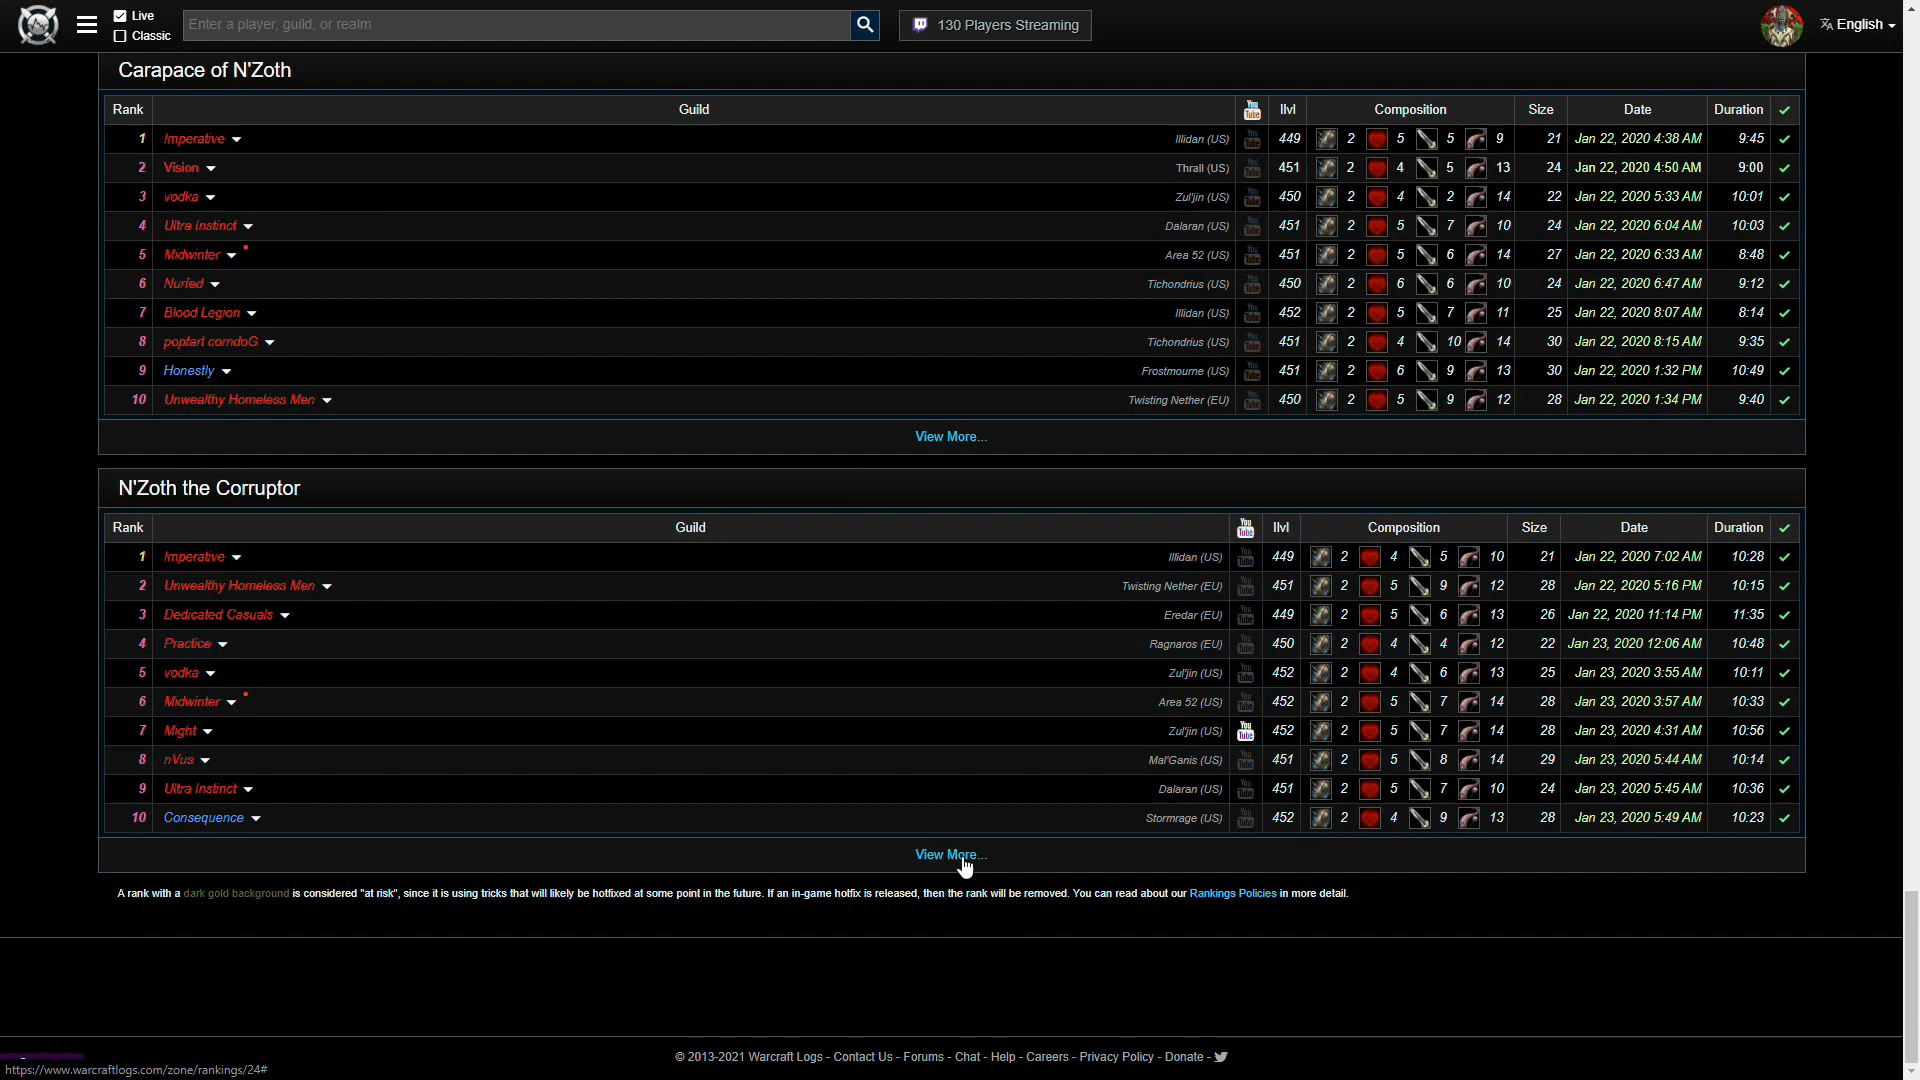 Live
Classic
Enter a player, guild, or realm
130 Players Streaming
English
Carapace of N'Zoth
Rank Guild You Tube Ilvl Composition Size Date Duration
1 Imperative Illidan (US) 449 2 5 5 9 21 Jan 22, 2020 4:38 AM 9:45
2 Vision Thrall (US) 451 2 4 5 13 24 Jan 22, 2020 4:50 AM 9:00
3 vodka Zul'jin (US) 450 2 4 2 14 22 Jan 22, 2020 5:33 AM 10:01
4 Ultra Instinct Dalaran (US) 451 2 5 7 10 24 Jan 22, 2020 6:04 AM 10:03
5 Midwinter Area 52 (US) 451 2 5 6 14 27 Jan 22, 2020 6:33 AM 8:48
6 Nurfed Tichondrius (US) 450 2 6 6 10 24 Jan 22, 2020 6:47 AM 9:12
7 Blood Legion Illidan (US) 452 2 5 7 11 25 Jan 22, 2020 8:07 AM 8:14
8 poptart corndoG Tichondrius (US) 451 2 4 10 14 30 Jan 22, 2020 8:15 AM 9:35
9 Honestly Frostmourne (US) 451 2 6 9 13 30 Jan 22, 2020 1:32 PM 10:49
10 Unwealthy Homeless Men Twisting Nether (EU) 450 2 5 9 12 28 Jan 22, 2020 1:34 PM 9:40
View More...
N'Zoth the Corruptor
Rank Guild You Tube Ilvl Composition Size Date Duration
1 Imperative Illidan (US) 449 2 4 5 10 21 Jan 22, 2020 7:02 AM 10:28
2 Unwealthy Homeless Men Twisting Nether (EU) 451 2 5 9 12 28 Jan 22, 2020 5:16 PM 10:15
3 Dedicated Casuals Eredar (EU) 449 2 5 6 13 26 Jan 22, 2020 11:14 PM 11:35
4 Practice Ragnaros (EU) 450 2 4 4 12 22 Jan 23, 2020 12:06 AM 10:48
5 vodka Zul'jin (US) 452 2 4 6 13 25 Jan 23, 2020 3:55 AM 10:11
6 Midwinter Area 52 (US) 452 2 5 7 14 28 Jan 23, 2020 3:57 AM 10:33
7 Might Zul'jin (US) You Tube 452 2 5 7 14 28 Jan 23, 2020 4:31 AM 10:56
8 nVus Mal'Ganis (US) 451 2 5 8 14 29 Jan 23, 2020 5:44 AM 10:14
9 Ultra Instinct Dalaran (US) 451 2 5 7 10 24 Jan 23, 2020 5:45 AM 10:36
10 Consequence Stormrage (US) 452 2 4 9 13 28 Jan 23, 2020 5:49 AM 10:23
View More...
A rank with a dark gold background is considered "at risk", since it is using tricks that will likely be hotfixed at some point in the future. If an in-game hotfix is released, then the rank will be removed. You can read about our Rankings Policies in more detail.
© 2013-2021 Warcraft Logs - Contact Us - Forums - Chat - Help - Careers - Privacy Policy - Donate -
https://www.warcraftlogs.com/zone/rankings/24#